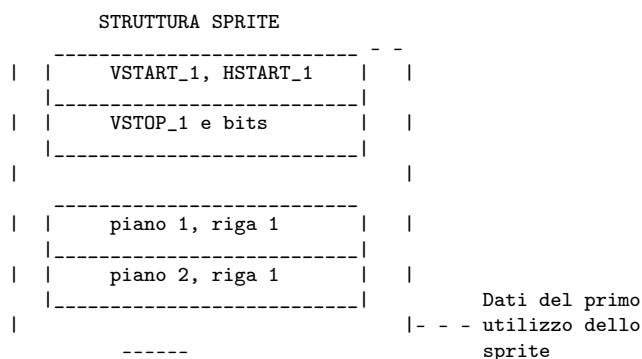 STRUTTURA SPRITE
VSTART_1, HSTART_1
VSTOP_1 e bits
piano 1, riga 1
piano 2, riga 1
Dati del primo
utilizzo dello
sprite